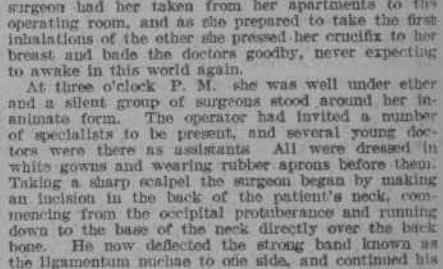 surgeon had her taken from her apartments to the
operating room, and as she prepared to take the first
inhalations of the ether she pressed her crucifix to her
breast and bade the doctors goodby, never expecting
to awake in this world again.
At three o'clock P. M. she was well under ether
and a silent group of surgeons stood around her in-
animate form. The operator had invited a number
of specialists to be present, and several young doc-
tors were there as assistants All were dressed in
white gowns and wearing rubber aprons before them.
Taking a sharp scalpel the surgeon began by making
an incision in the back of the patient's neck, com-
mencing from the occipital protuberance and running
down to the base of the neck directly over the back
bone. He now deflected the strong band known as
the ligamentum nuchae to one side, and continued his